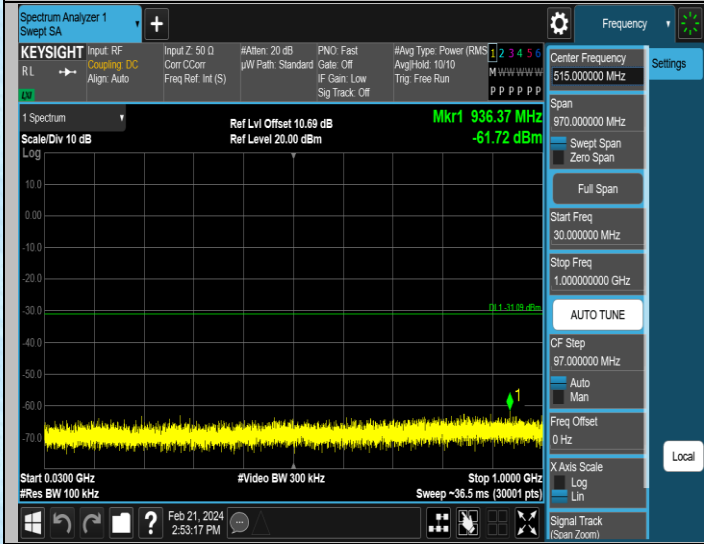 Spectrum Analyzer 1
Swept SA
+
Frequency
KEYSIGHT
RL
LXI
Input: RF
Coupling: DC
Align: Auto
Input Z: 50 Ω
Corr CCorr
Freq Ref: Int (S)
#Atten: 20 dB
µW Path: Standard
PNO: Fast
Gate: Off
IF Gain: Low
Sig Track: Off
#Avg Type: Power (RMS
Avg|Hold: 10/10
Trig: Free Run
1 2 3 4 5 6
M W W W W W
P P P P P P
1 Spectrum
Scale/Div 10 dB
Log
Ref Lvl Offset 10.69 dB
Ref Level 20.00 dBm
Mkr1 936.37 MHz
-61.72 dBm
10.0
0.00
-10.0
-20.0
-30.0
-40.0
-50.0
-60.0
-70.0
DL1 -31.09 dBm
1
Start 0.0300 GHz
#Res BW 100 kHz
#Video BW 300 kHz
Stop 1.0000 GHz
Sweep ~36.5 ms (30001 pts)
Center Frequency
515.000000 MHz
Settings
Span
970.000000 MHz
Swept Span
Zero Span
Full Span
Start Freq
30.000000 MHz
Stop Freq
1.000000000 GHz
AUTO TUNE
CF Step
97.000000 MHz
Auto
Man
Freq Offset
0 Hz
X Axis Scale
Log
Lin
Local
Signal Track
(Span Zoom)
?
Feb 21, 2024
2:53:17 PM